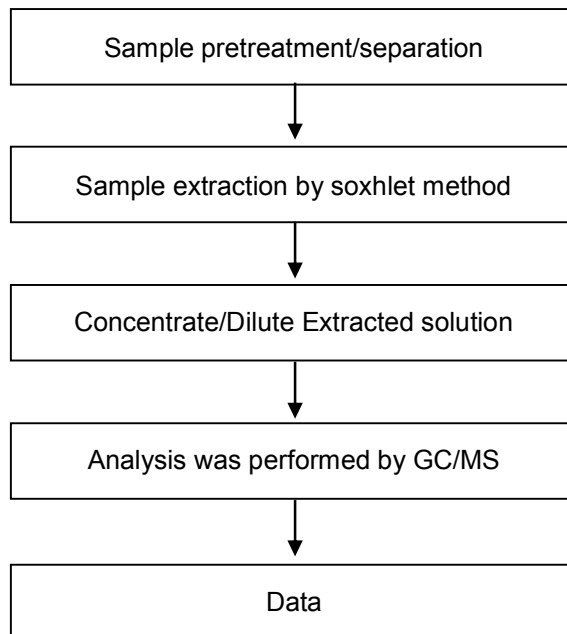 Sample pretreatment/separation
Sample extraction by soxhlet method
Concentrate/Dilute Extracted solution
Analysis was performed by GC/MS
Data